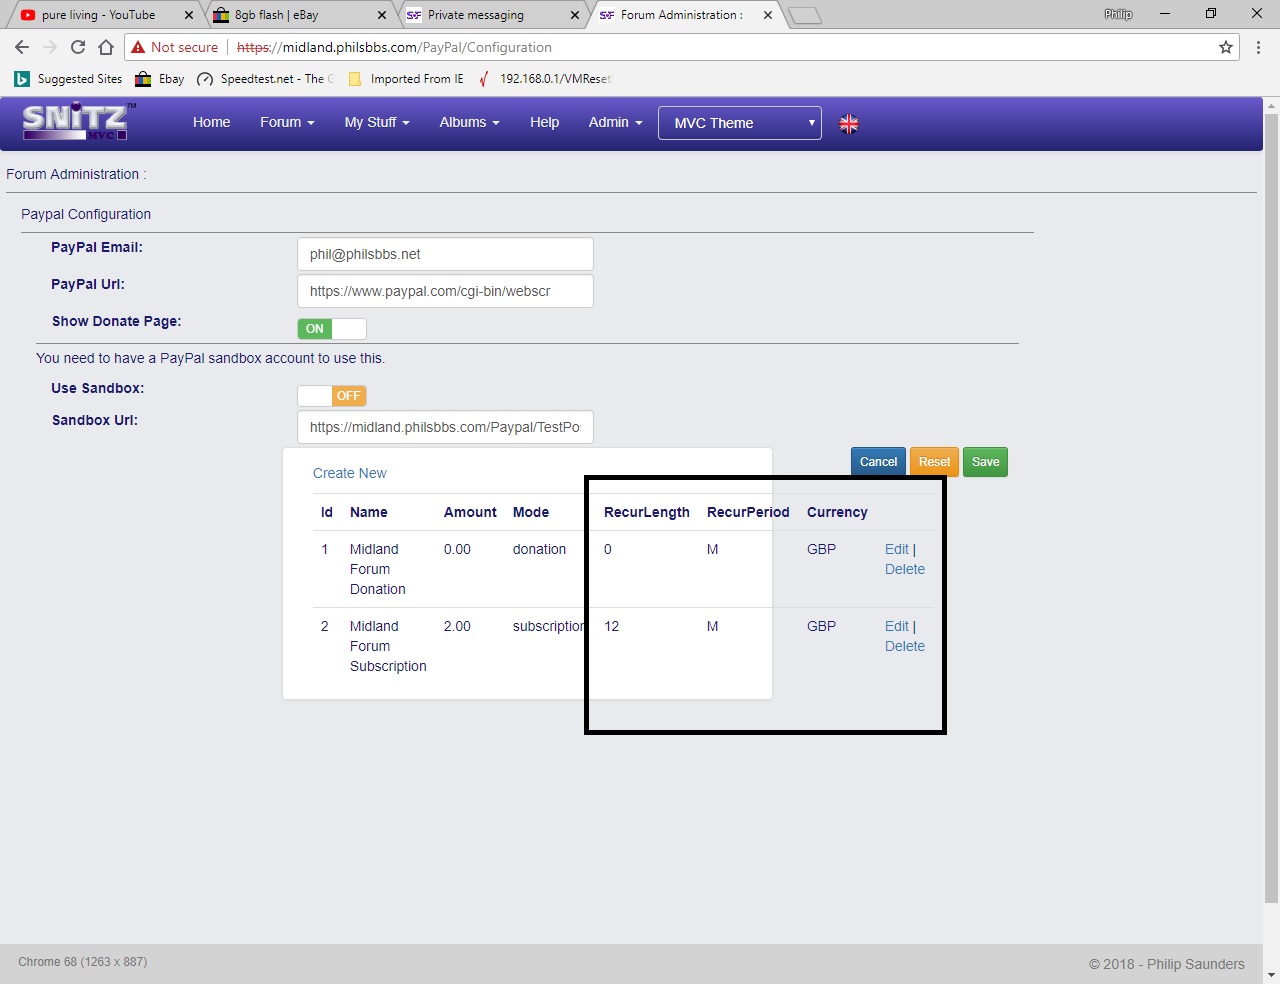 pure living - YouTube
8gb flash | eBay
Private messaging
Forum Administration :
Philip
Not secure
https://midland.philsbbs.com/PayPal/Configuration
Suggested Sites
Ebay
Speedtest.net - The G
Imported From IE
192.168.0.1/VMReset
SNITZ™
MVC
Home
Forum
My Stuff
Albums
Help
Admin
MVC Theme
Forum Administration :
Paypal Configuration
PayPal Email:
phil@philsbbs.net
PayPal Url:
https://www.paypal.com/cgi-bin/webscr
Show Donate Page:
ON
You need to have a PayPal sandbox account to use this.
Use Sandbox:
OFF
Sandbox Url:
https://midland.philsbbs.com/Paypal/TestPo
Cancel
Reset
Save
Create New
Id Name Amount Mode RecurLength RecurPeriod Currency
1 Midland 0.00 donation 0 M GBP Edit |
Forum Delete
Donation
2 Midland 2.00 subscription 12 M GBP Edit |
Forum Delete
Subscription
Chrome 68 (1263 x 887)
© 2018 - Philip Saunders